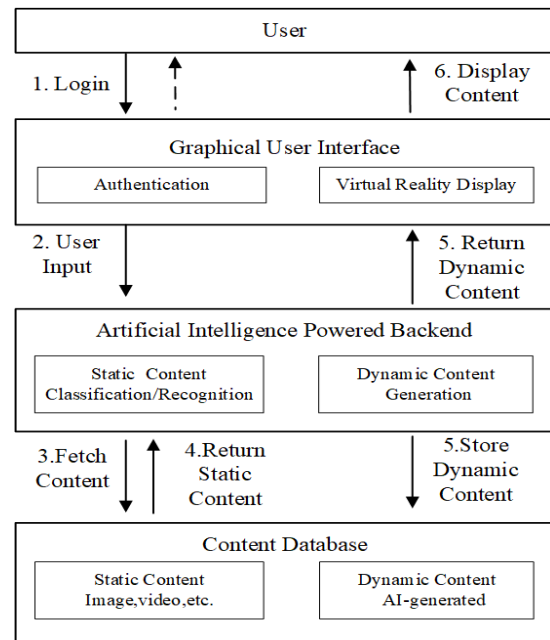 User
1. Login
6. Display
Content
Graphical User Interface
Authentication
Virtual Reality Display
2. User
Input
5. Return
Dynamic
Content
Artificial Intelligence Powered Backend
Static Content
Classification/Recognition
Dynamic Content
Generation
3.Fetch
Content
4.Return
Static
Content
5.Store
Dynamic
Content
Content Database
Static Content
Image,video,etc.
Dynamic Content
AI-generated